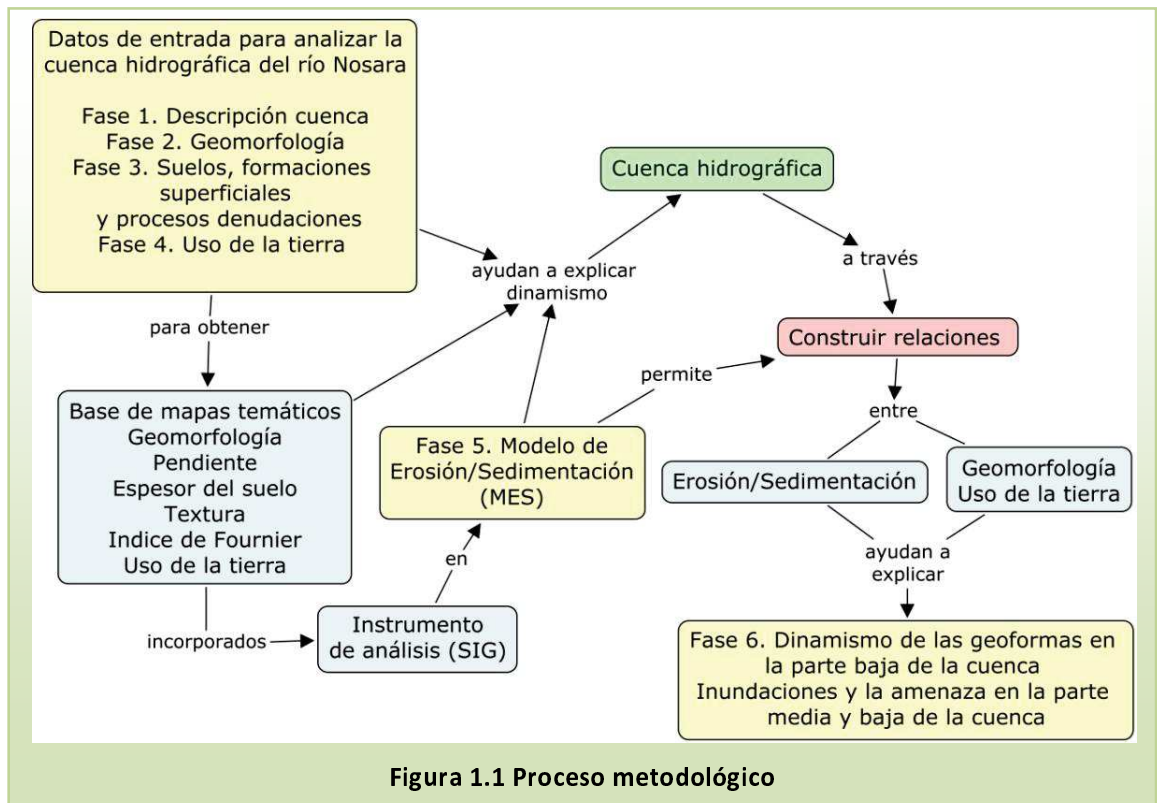 Datos de entrada para analizar la
cuenca hidrográfica del río Nosara
Fase 1. Descripción cuenca
Fase 2. Geomorfología
Fase 3. Suelos, formaciones
superficiales
y procesos denudaciones
Fase 4. Uso de la tierra
para obtener
Base de mapas temáticos
Geomorfología
Pendiente
Espesor del suelo
Textura
Indice de Fournier
Uso de la tierra
incorporados
Instrumento
de análisis (SIG)
en
Fase 5. Modelo de
Erosión/Sedimentación
(MES)
ayudan a explicar
dinamismo
permite
Cuenca hidrográfica
a través
Construir relaciones
entre
Erosión/Sedimentación
Geomorfología
Uso de la tierra
ayudan a
explicar
Fase 6. Dinamismo de las geoformas en
la parte baja de la cuenca
Inundaciones y la amenaza en la parte
media y baja de la cuenca
Figura 1.1 Proceso metodológico